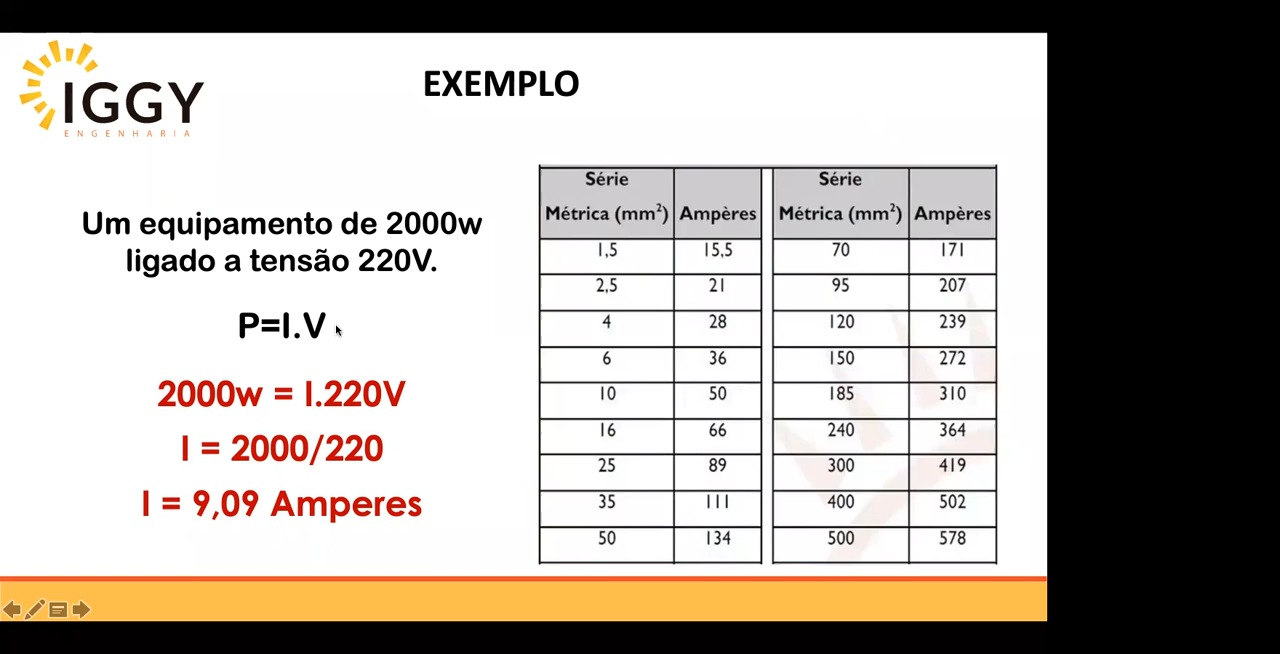 IGGY
ENGENHARIA
EXEMPLO
Um equipamento de 2000w
ligado a tensão 220V.
P=I.V
2000w = I.220V
I = 2000/220
I = 9,09 Amperes
Série Métrica (mm²) Ampères Série Métrica (mm²) Ampères
1,5 15,5 70 171
2,5 21 95 207
4 28 120 239
6 36 150 272
10 50 185 310
16 66 240 364
25 89 300 419
35 111 400 502
50 134 500 578